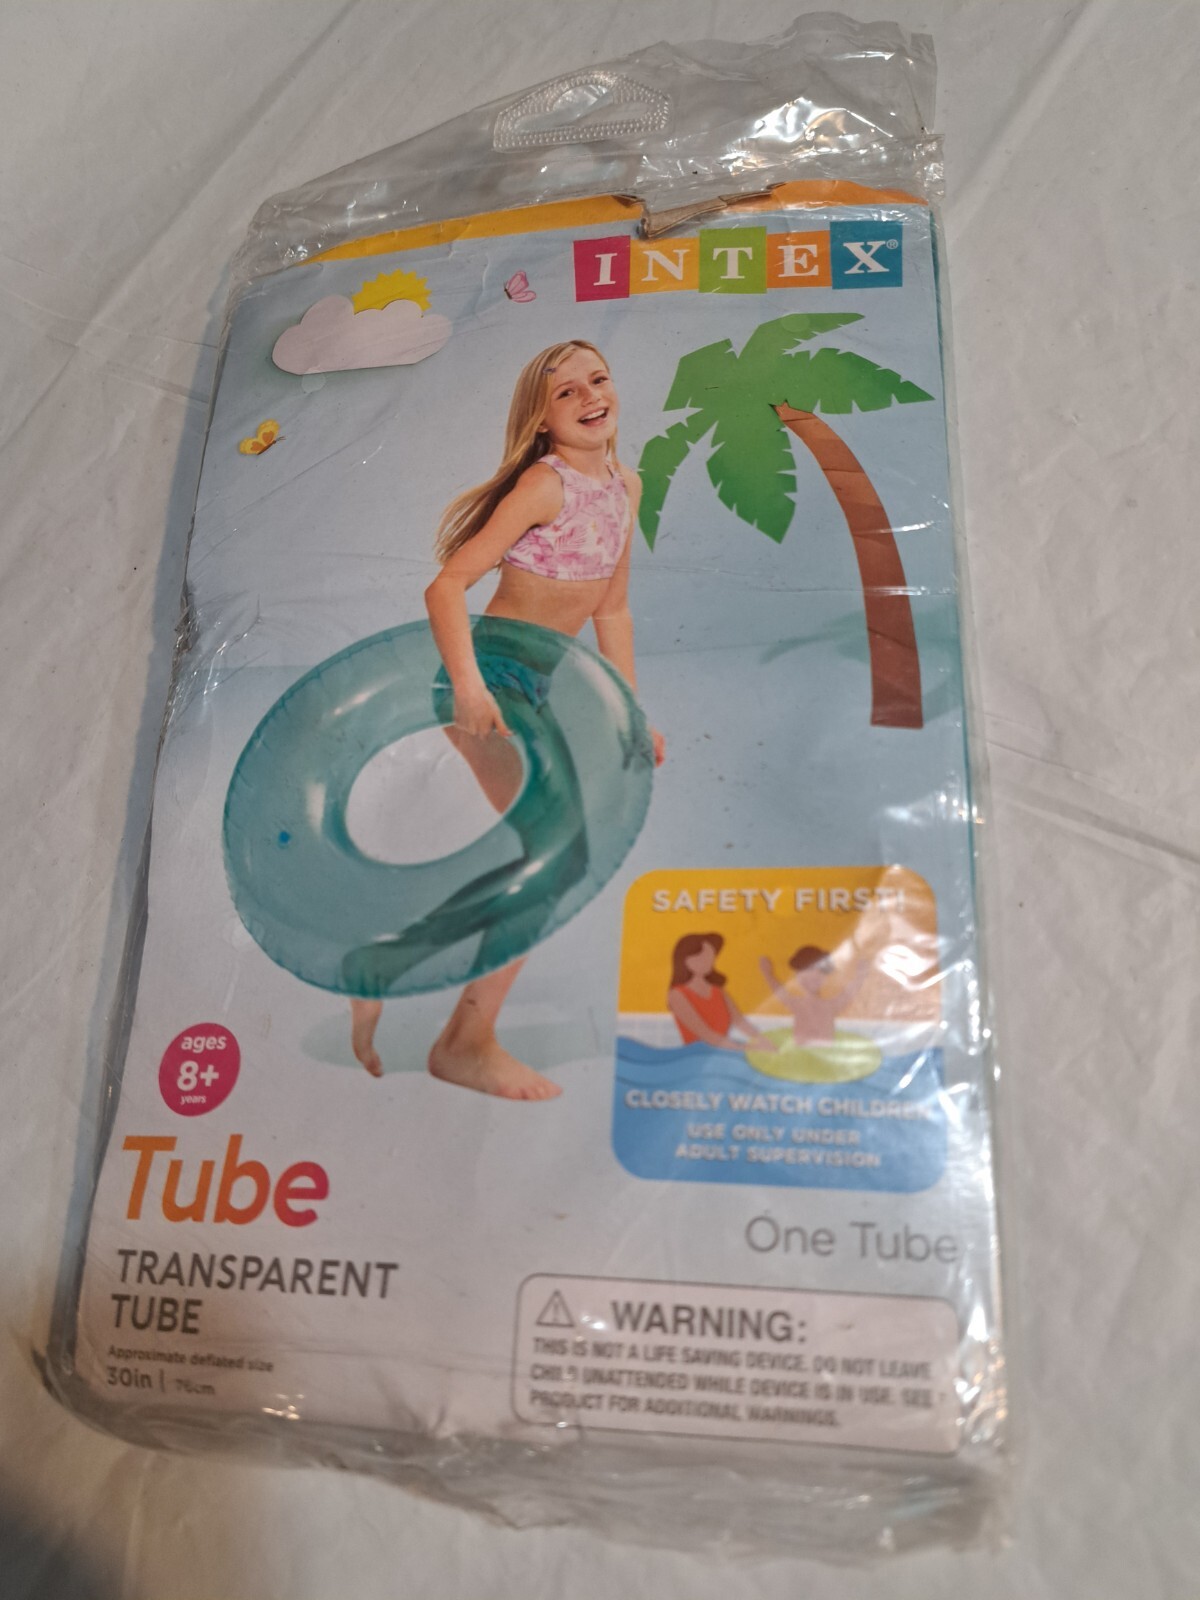 INTEX®
SAFETY FIRST!
CLOSELY WATCH CHILDREN
USE ONLY UNDER
ADULT SUPERVISION
ages
8+
years
Tube
TRANSPARENT
TUBE
Approximate deflated size
30in | 76cm
One Tube
WARNING:
THIS IS NOT A LIFE SAVING DEVICE. DO NOT LEAVE
CHILD UNATTENDED WHILE DEVICE IS IN USE. SEE
PRODUCT FOR ADDITIONAL WARNINGS.